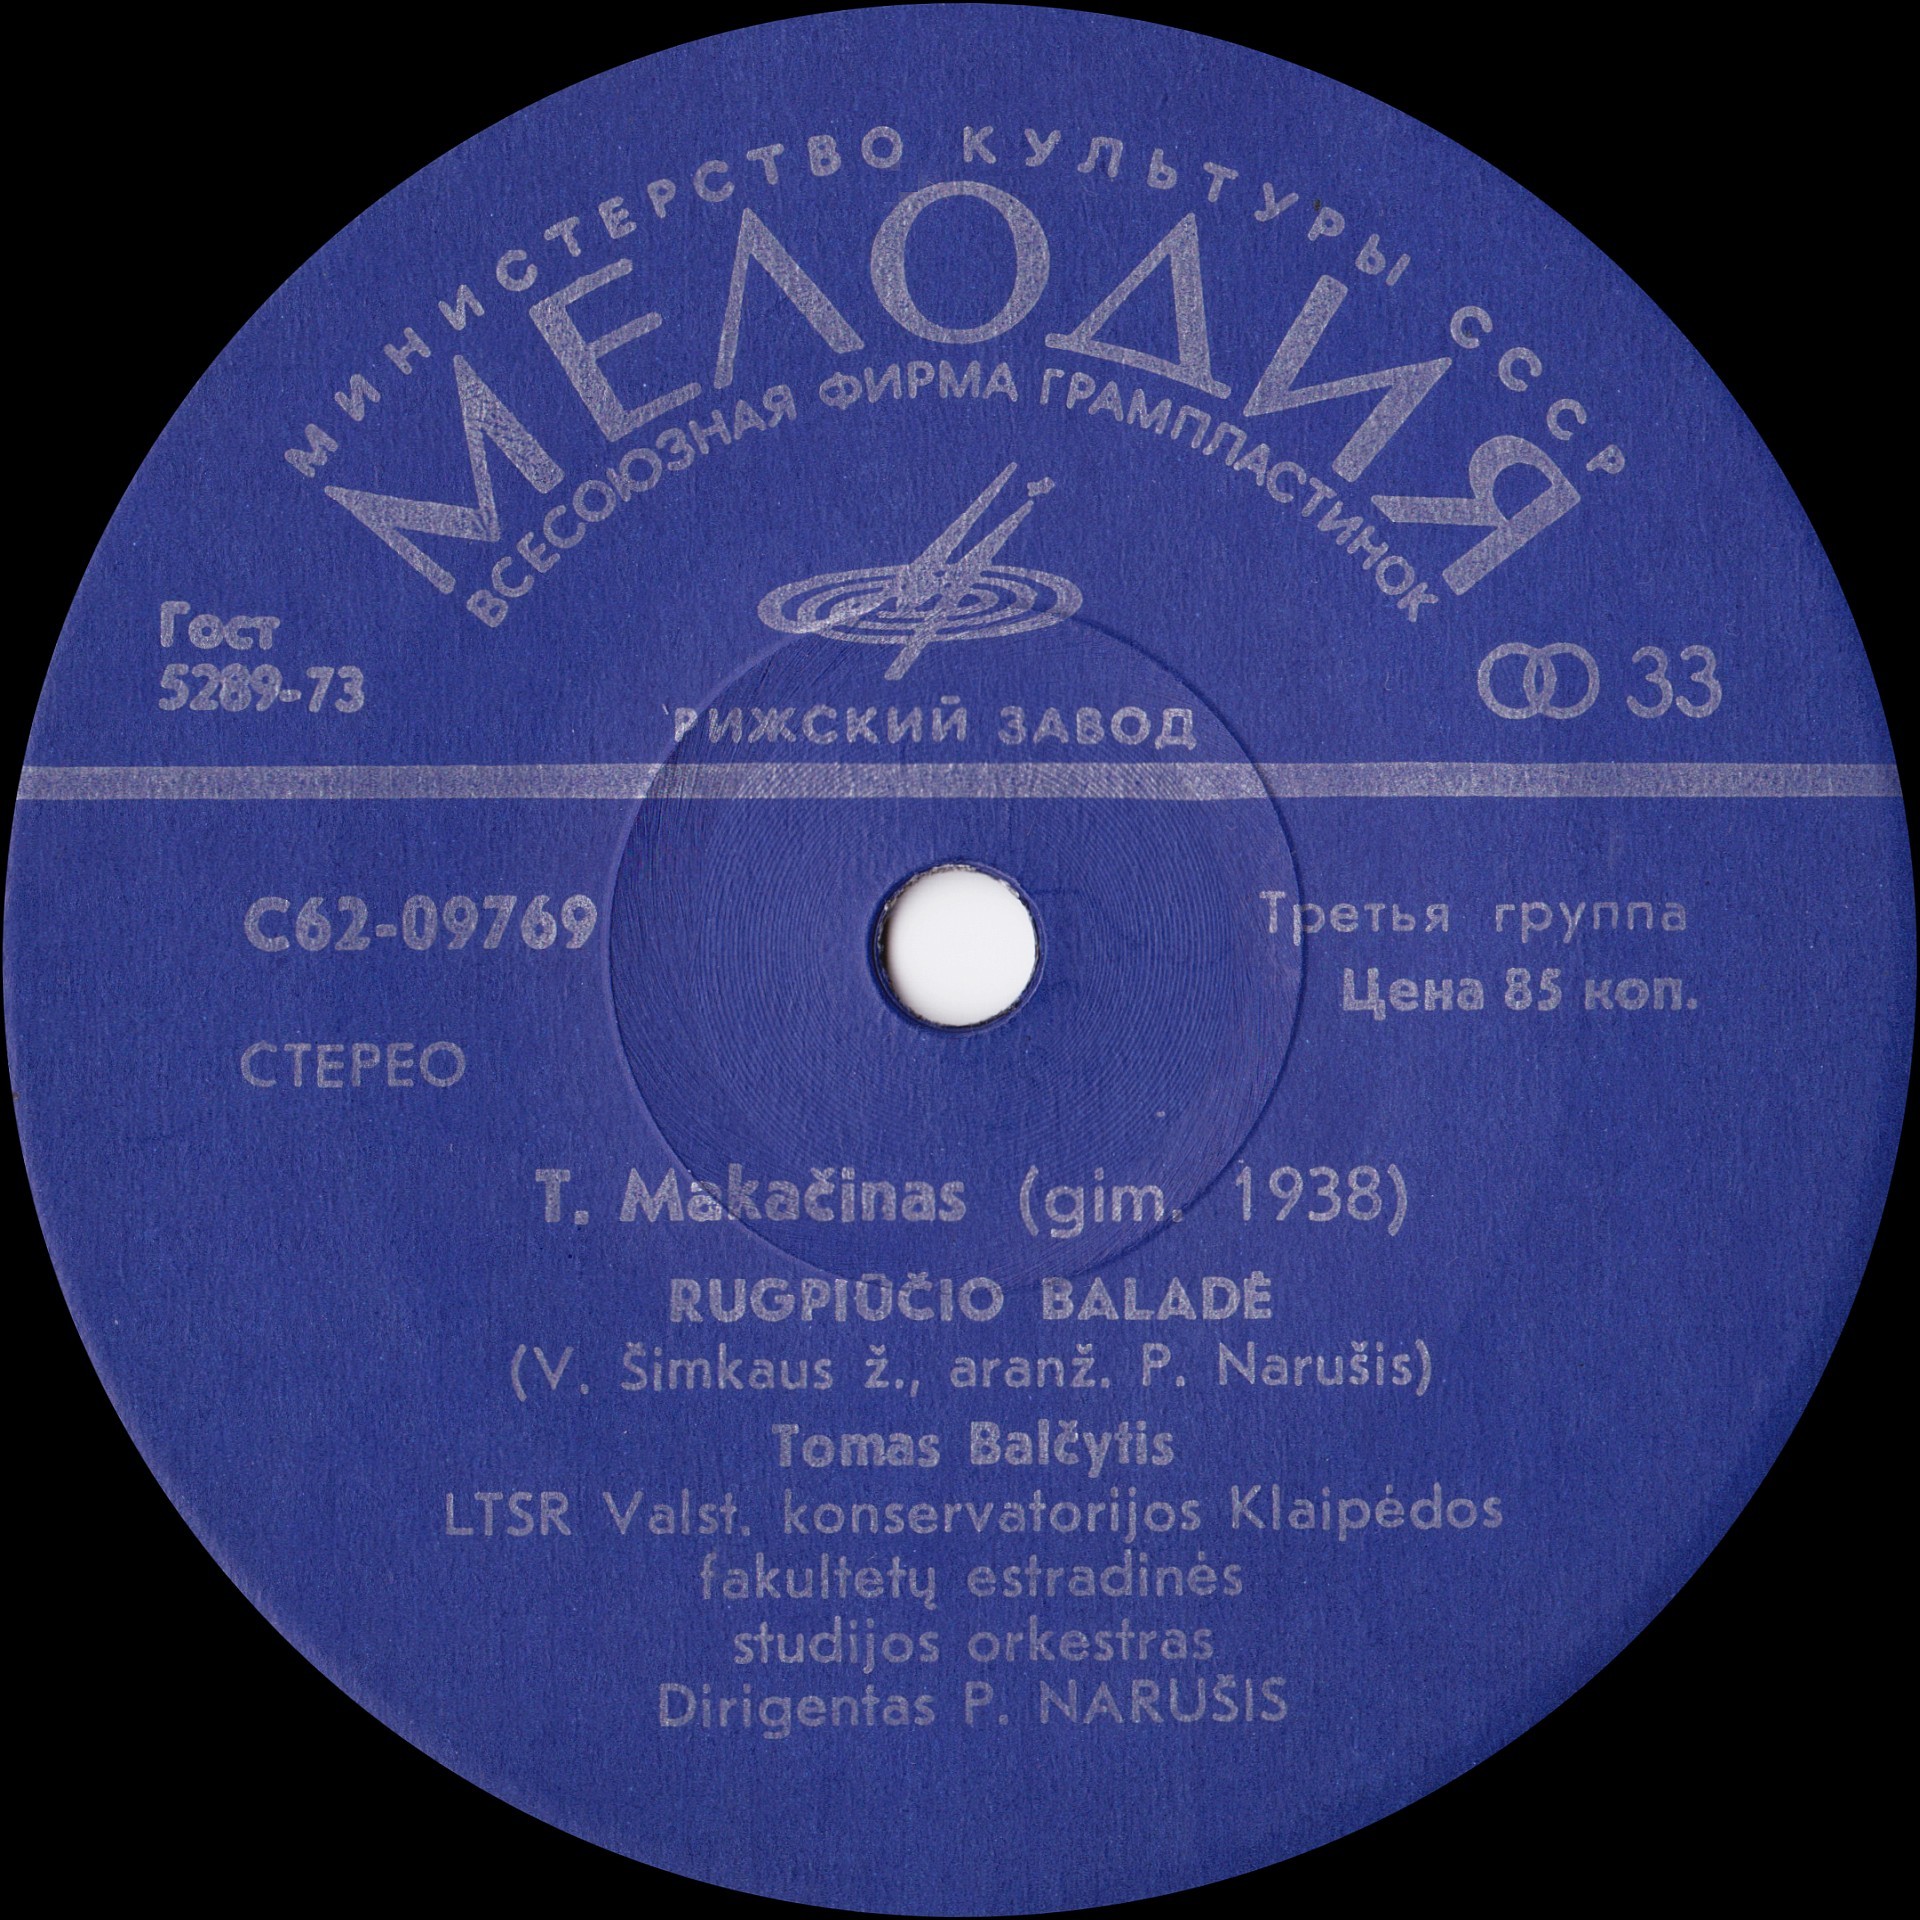 МИНИСТЕРСТВО КУЛЬТУРЫ СССР
МЕЛОДИЯ
ВСЕСОЮЗНАЯ ФИРМА ГРАМПЛАСТИНОК
Гост
5289-73
33
РИЖСКИЙ ЗАВОД
С62-09769
Третья группа
Цена 85 коп.
СТЕРЕО
T. Makačinas (gim. 1938)
RUGPIŪČIO BALADĖ
(V. Šimkaus ž., aranž. P. Narušis)
Tomas Balčytis
LTSR Valst. konservatorijos Klaipėdos
fakultetų estradinės
studijos orkestras
Dirigentas P. NARUŠIS